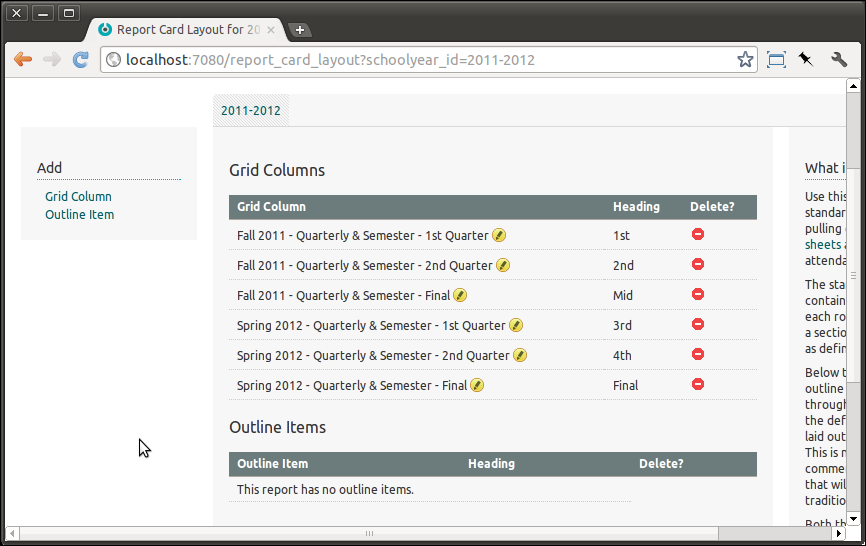 Report Card Layout for 20
localhost:7080/report_card_layout?schoolyear_id=2011-2012
2011-2012
Add
Grid Column
Outline Item
Grid Columns
Grid Column Heading Delete?
Fall 2011 - Quarterly & Semester - 1st Quarter 1st
Fall 2011 - Quarterly & Semester - 2nd Quarter 2nd
Fall 2011 - Quarterly & Semester - Final Mid
Spring 2012 - Quarterly & Semester - 1st Quarter 3rd
Spring 2012 - Quarterly & Semester - 2nd Quarter 4th
Spring 2012 - Quarterly & Semester - Final Final
Outline Items
Outline Item Heading Delete?
This report has no outline items.
What i
Use this
standar
pulling
sheets
attenda
The sta
contain
each ro
a sectio
as defin
Below t
outline
through
the def
laid out
This is n
comme
that wil
traditio
Both th